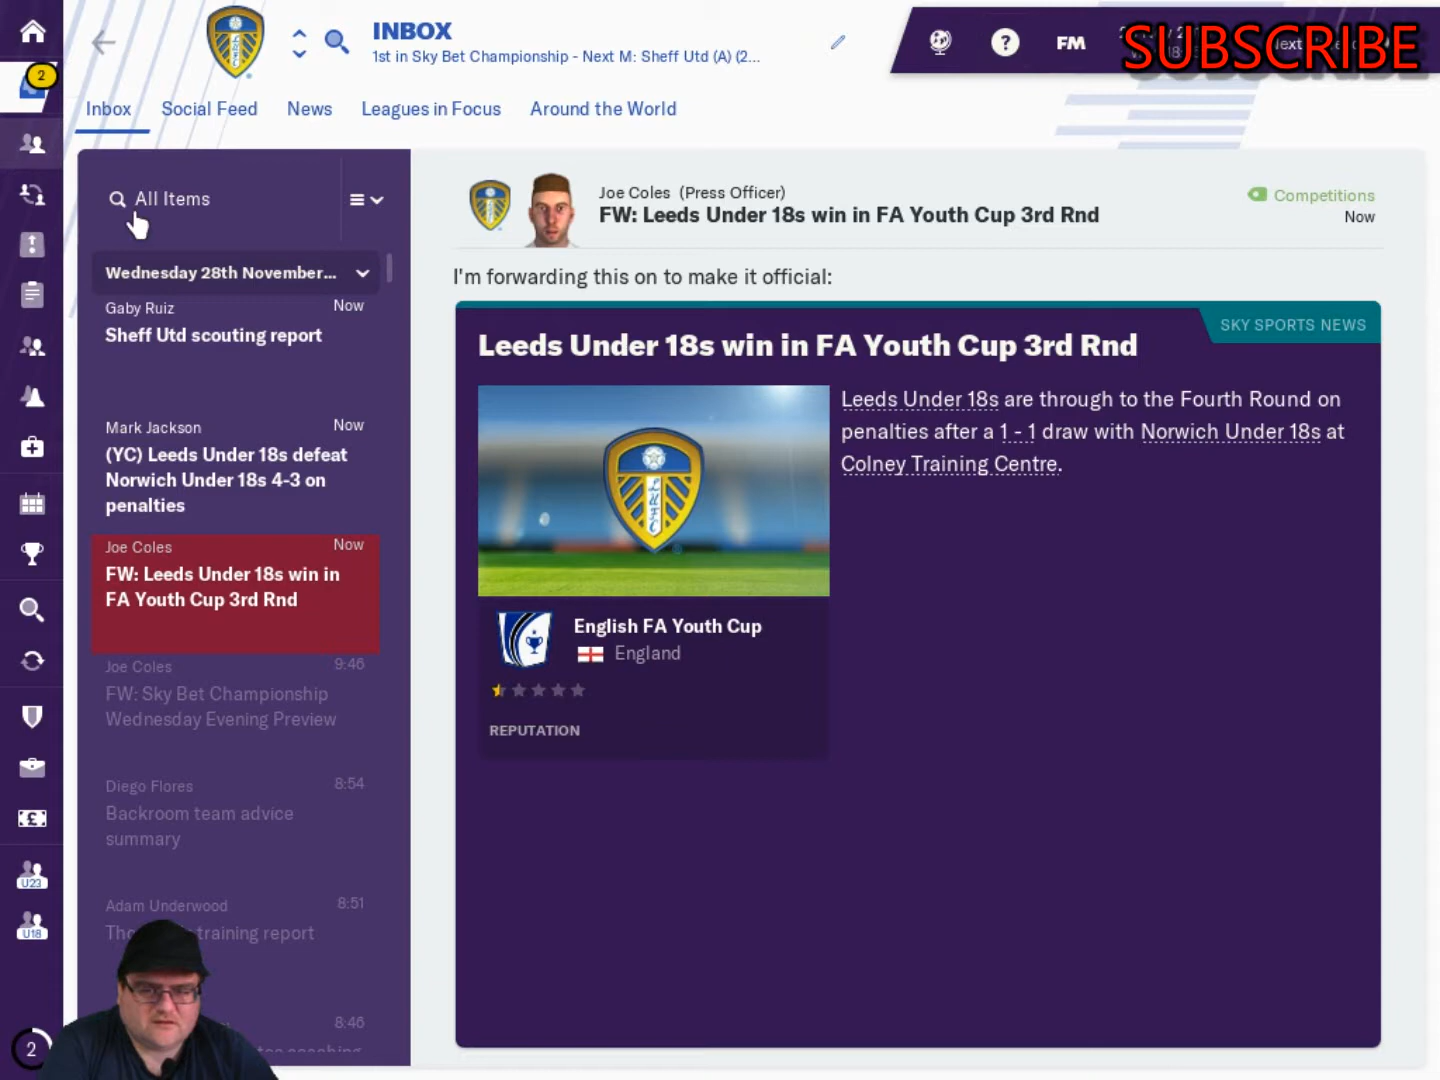 INBOX
1st in Sky Bet Championship - Next M: Sheff Utd (A) (2...
FM
SUBSCRIBE
2
Inbox
Social Feed
News
Leagues in Focus
Around the World
All Items
Wednesday 28th November...
Gaby Ruiz
Now
Sheff Utd scouting report
Mark Jackson
Now
(YC) Leeds Under 18s defeat
Norwich Under 18s 4-3 on
penalties
Joe Coles
Now
FW: Leeds Under 18s win in
FA Youth Cup 3rd Rnd
Joe Coles
9:46
FW: Sky Bet Championship
Wednesday Evening Preview
Diego Flores
8:54
Backroom team advice
summary
Adam Underwood
8:51
training report
8:46
coaching
U23
U18
2
Joe Coles (Press Officer)
FW: Leeds Under 18s win in FA Youth Cup 3rd Rnd
Competitions
Now
I'm forwarding this on to make it official:
SKY SPORTS NEWS
Leeds Under 18s win in FA Youth Cup 3rd Rnd
Leeds Under 18s are through to the Fourth Round on
penalties after a 1 - 1 draw with Norwich Under 18s at
Colney Training Centre.
English FA Youth Cup
England
REPUTATION